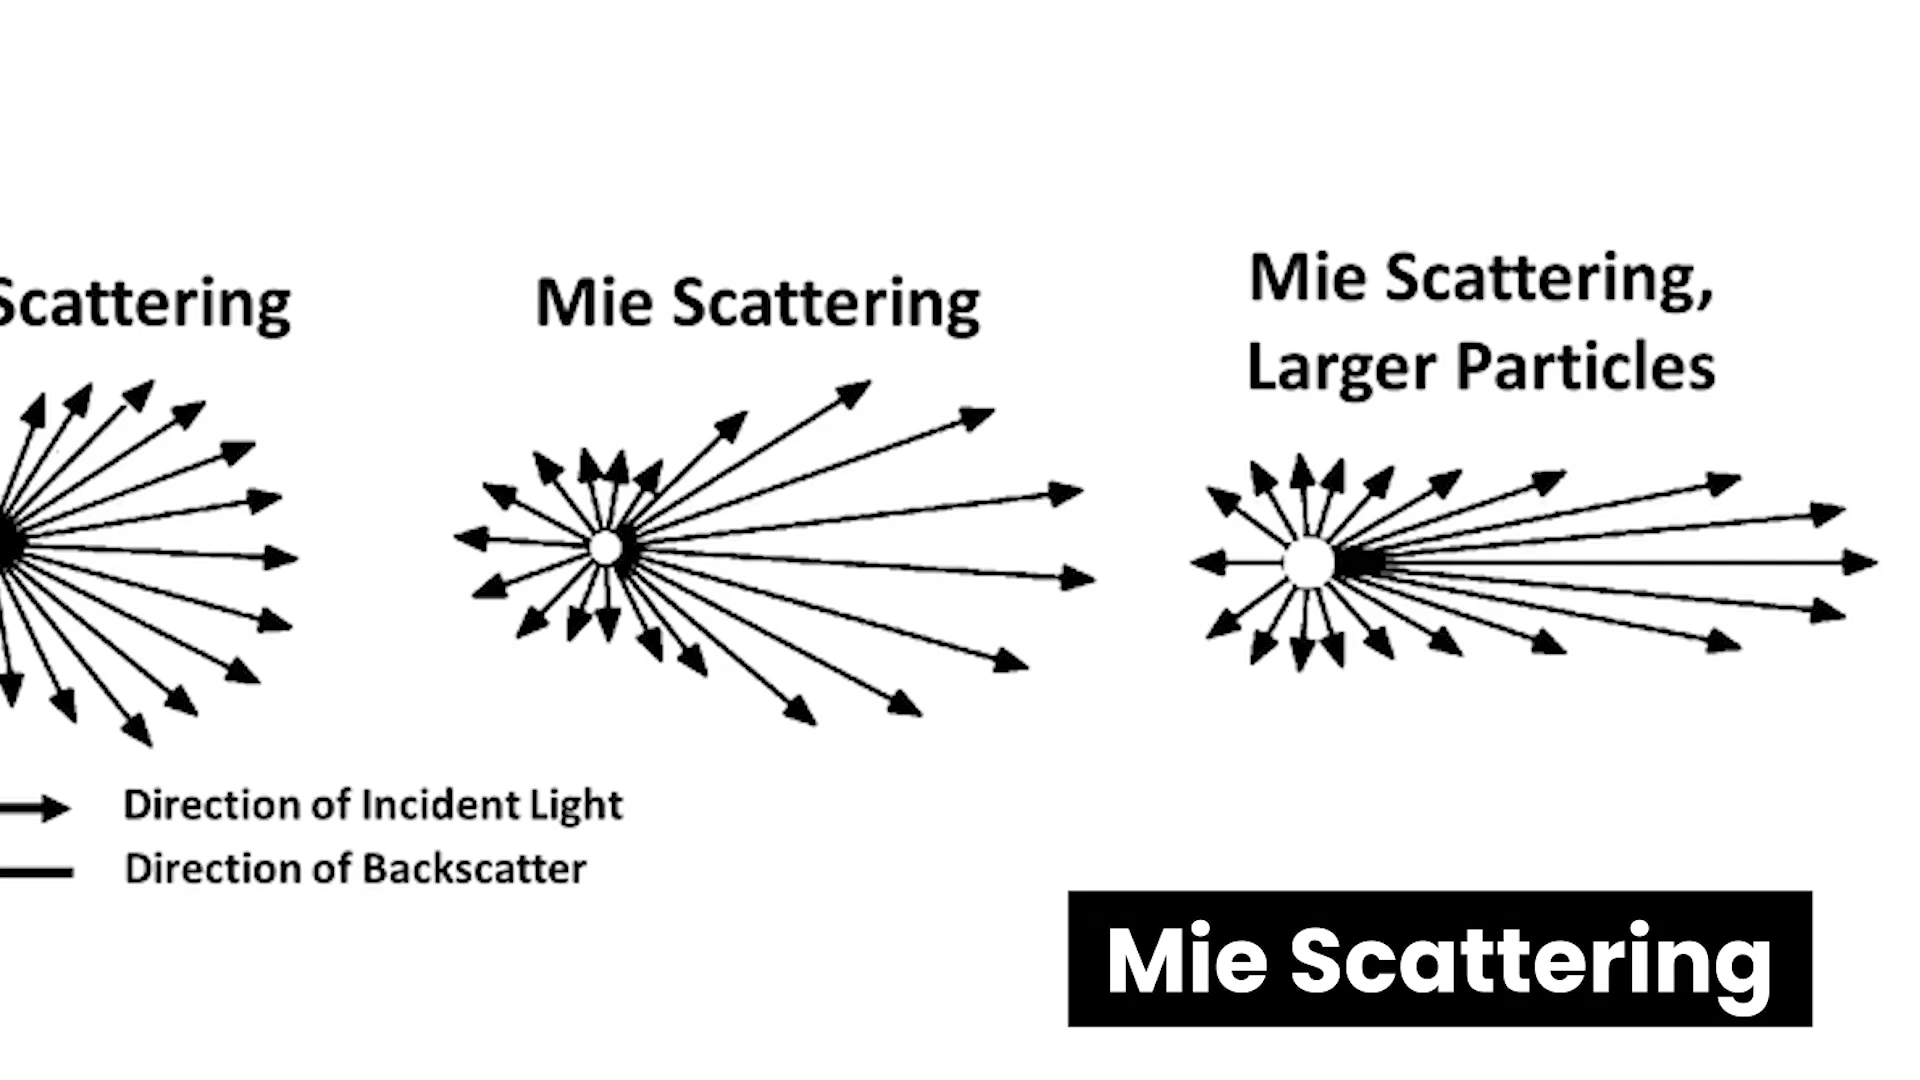 Scattering
Mie Scattering
Mie Scattering,
Larger Particles
Direction of Incident Light
Direction of Backscatter
Mie Scattering